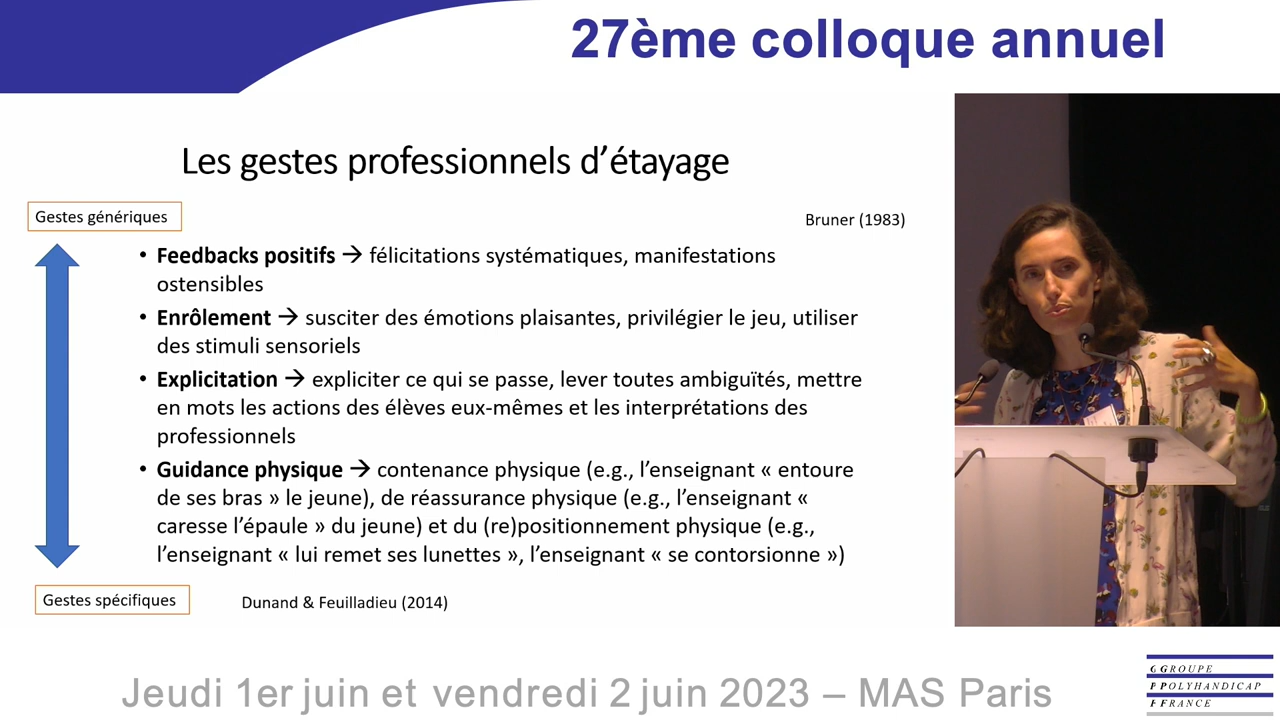 27ème colloque annuel
Les gestes professionnels d’étayage
Gestes génériques
Bruner (1983)
• Feedbacks positifs → félicitations systématiques, manifestations
ostensibles
• Enrôlement → susciter des émotions plaisantes, privilégier le jeu, utiliser
des stimuli sensoriels
• Explicitation → expliciter ce qui se passe, lever toutes ambiguïtés, mettre
en mots les actions des élèves eux-mêmes et les interprétations des
professionnels
• Guidance physique → contenance physique (e.g., l’enseignant « entoure
de ses bras » le jeune), de réassurance physique (e.g., l’enseignant «
caresse l’épaule » du jeune) et du (re)positionnement physique (e.g.,
l’enseignant « lui remet ses lunettes », l’enseignant « se contorsionne »)
Gestes spécifiques
Dunand & Feuilladieu (2014)
Jeudi 1er juin et vendredi 2 juin 2023 – MAS Paris
G GROUPE
P POLYHANDICAP
F FRANCE